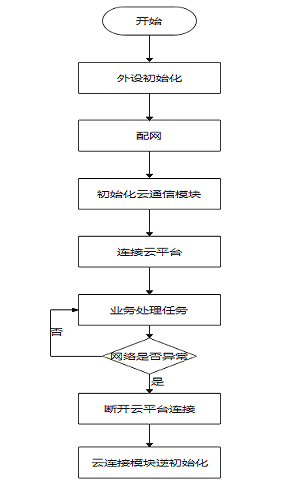 开始
外设初始化
配网
初始化云通信模块
连接云平台
业务处理任务
否
网络是否异常
是
断开云平台连接
云连接模块逆初始化